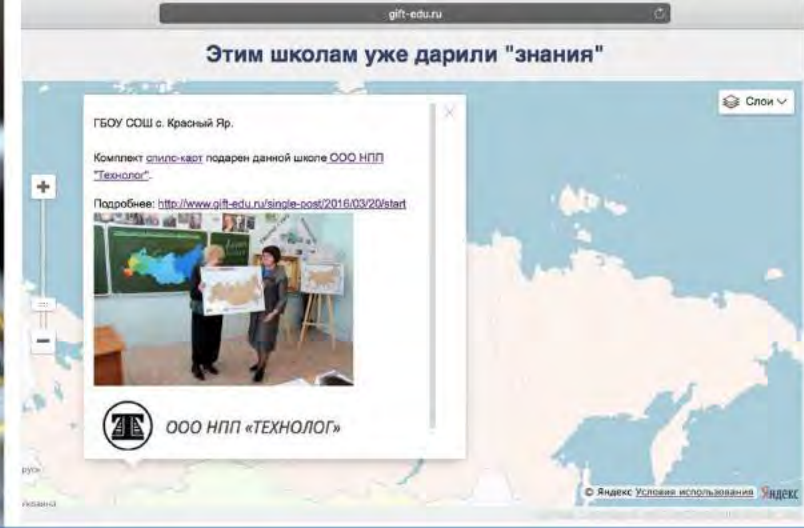 gift-edu.ru
Этим школам уже дарили "знания"
Слои
ГБОУ СОШ с. Красный Яр.
Комплект спилс-карт подарен данной школе ООО НПП
"Технолог".
Подробнее: http://www.gift-edu.ru/single-post/2016/03/20/start
ООО НПП «ТЕХНОЛОГ»
русь
Украина
© Яндекс Условия использования Яндекс